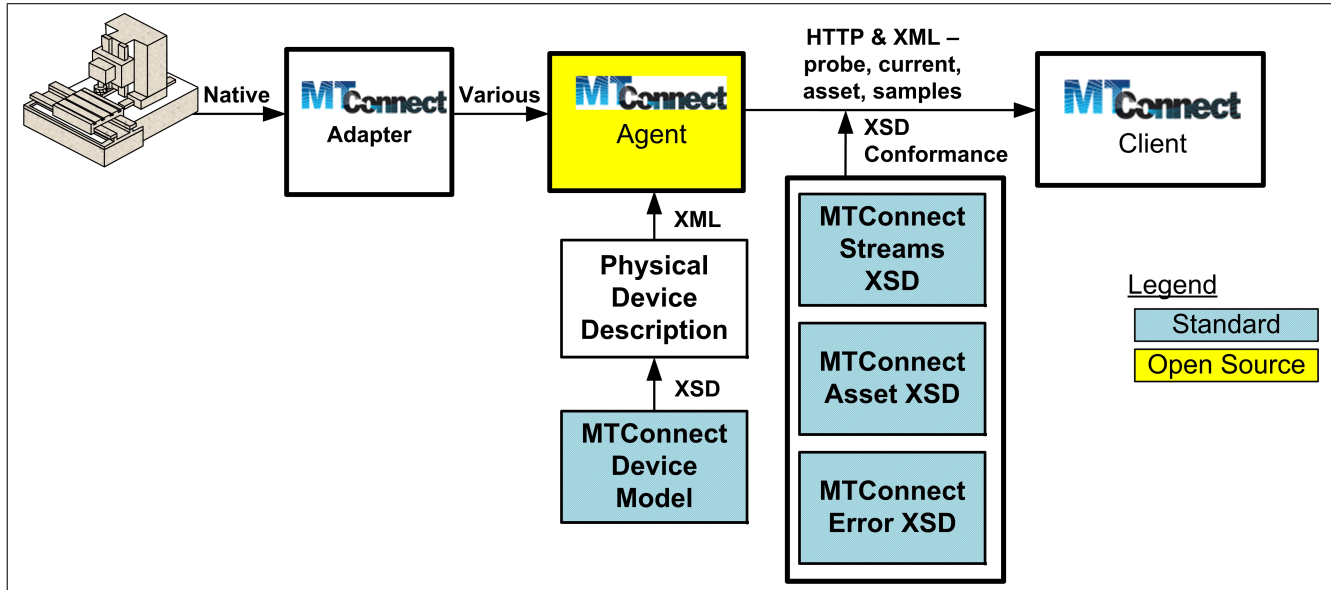 Native
MTConnect
Adapter
Various
MTConnect
Agent
HTTP & XML –
probe, current,
asset, samples
XSD
Conformance
MTConnect
Client
XML
Physical
Device
Description
XSD
MTConnect
Device
Model
MTConnect
Streams
XSD
MTConnect
Asset XSD
MTConnect
Error XSD
Legend
Standard
Open Source